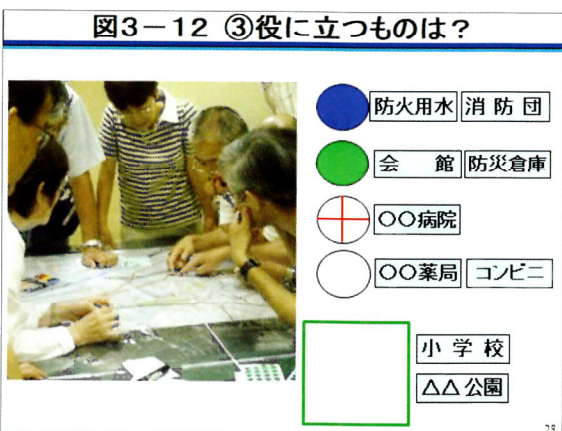 図3－12 ③役に立つものは？
防火用水 消防団
会　館 防災倉庫
〇〇病院
〇〇薬局 コンビニ
小学校
△△公園
28